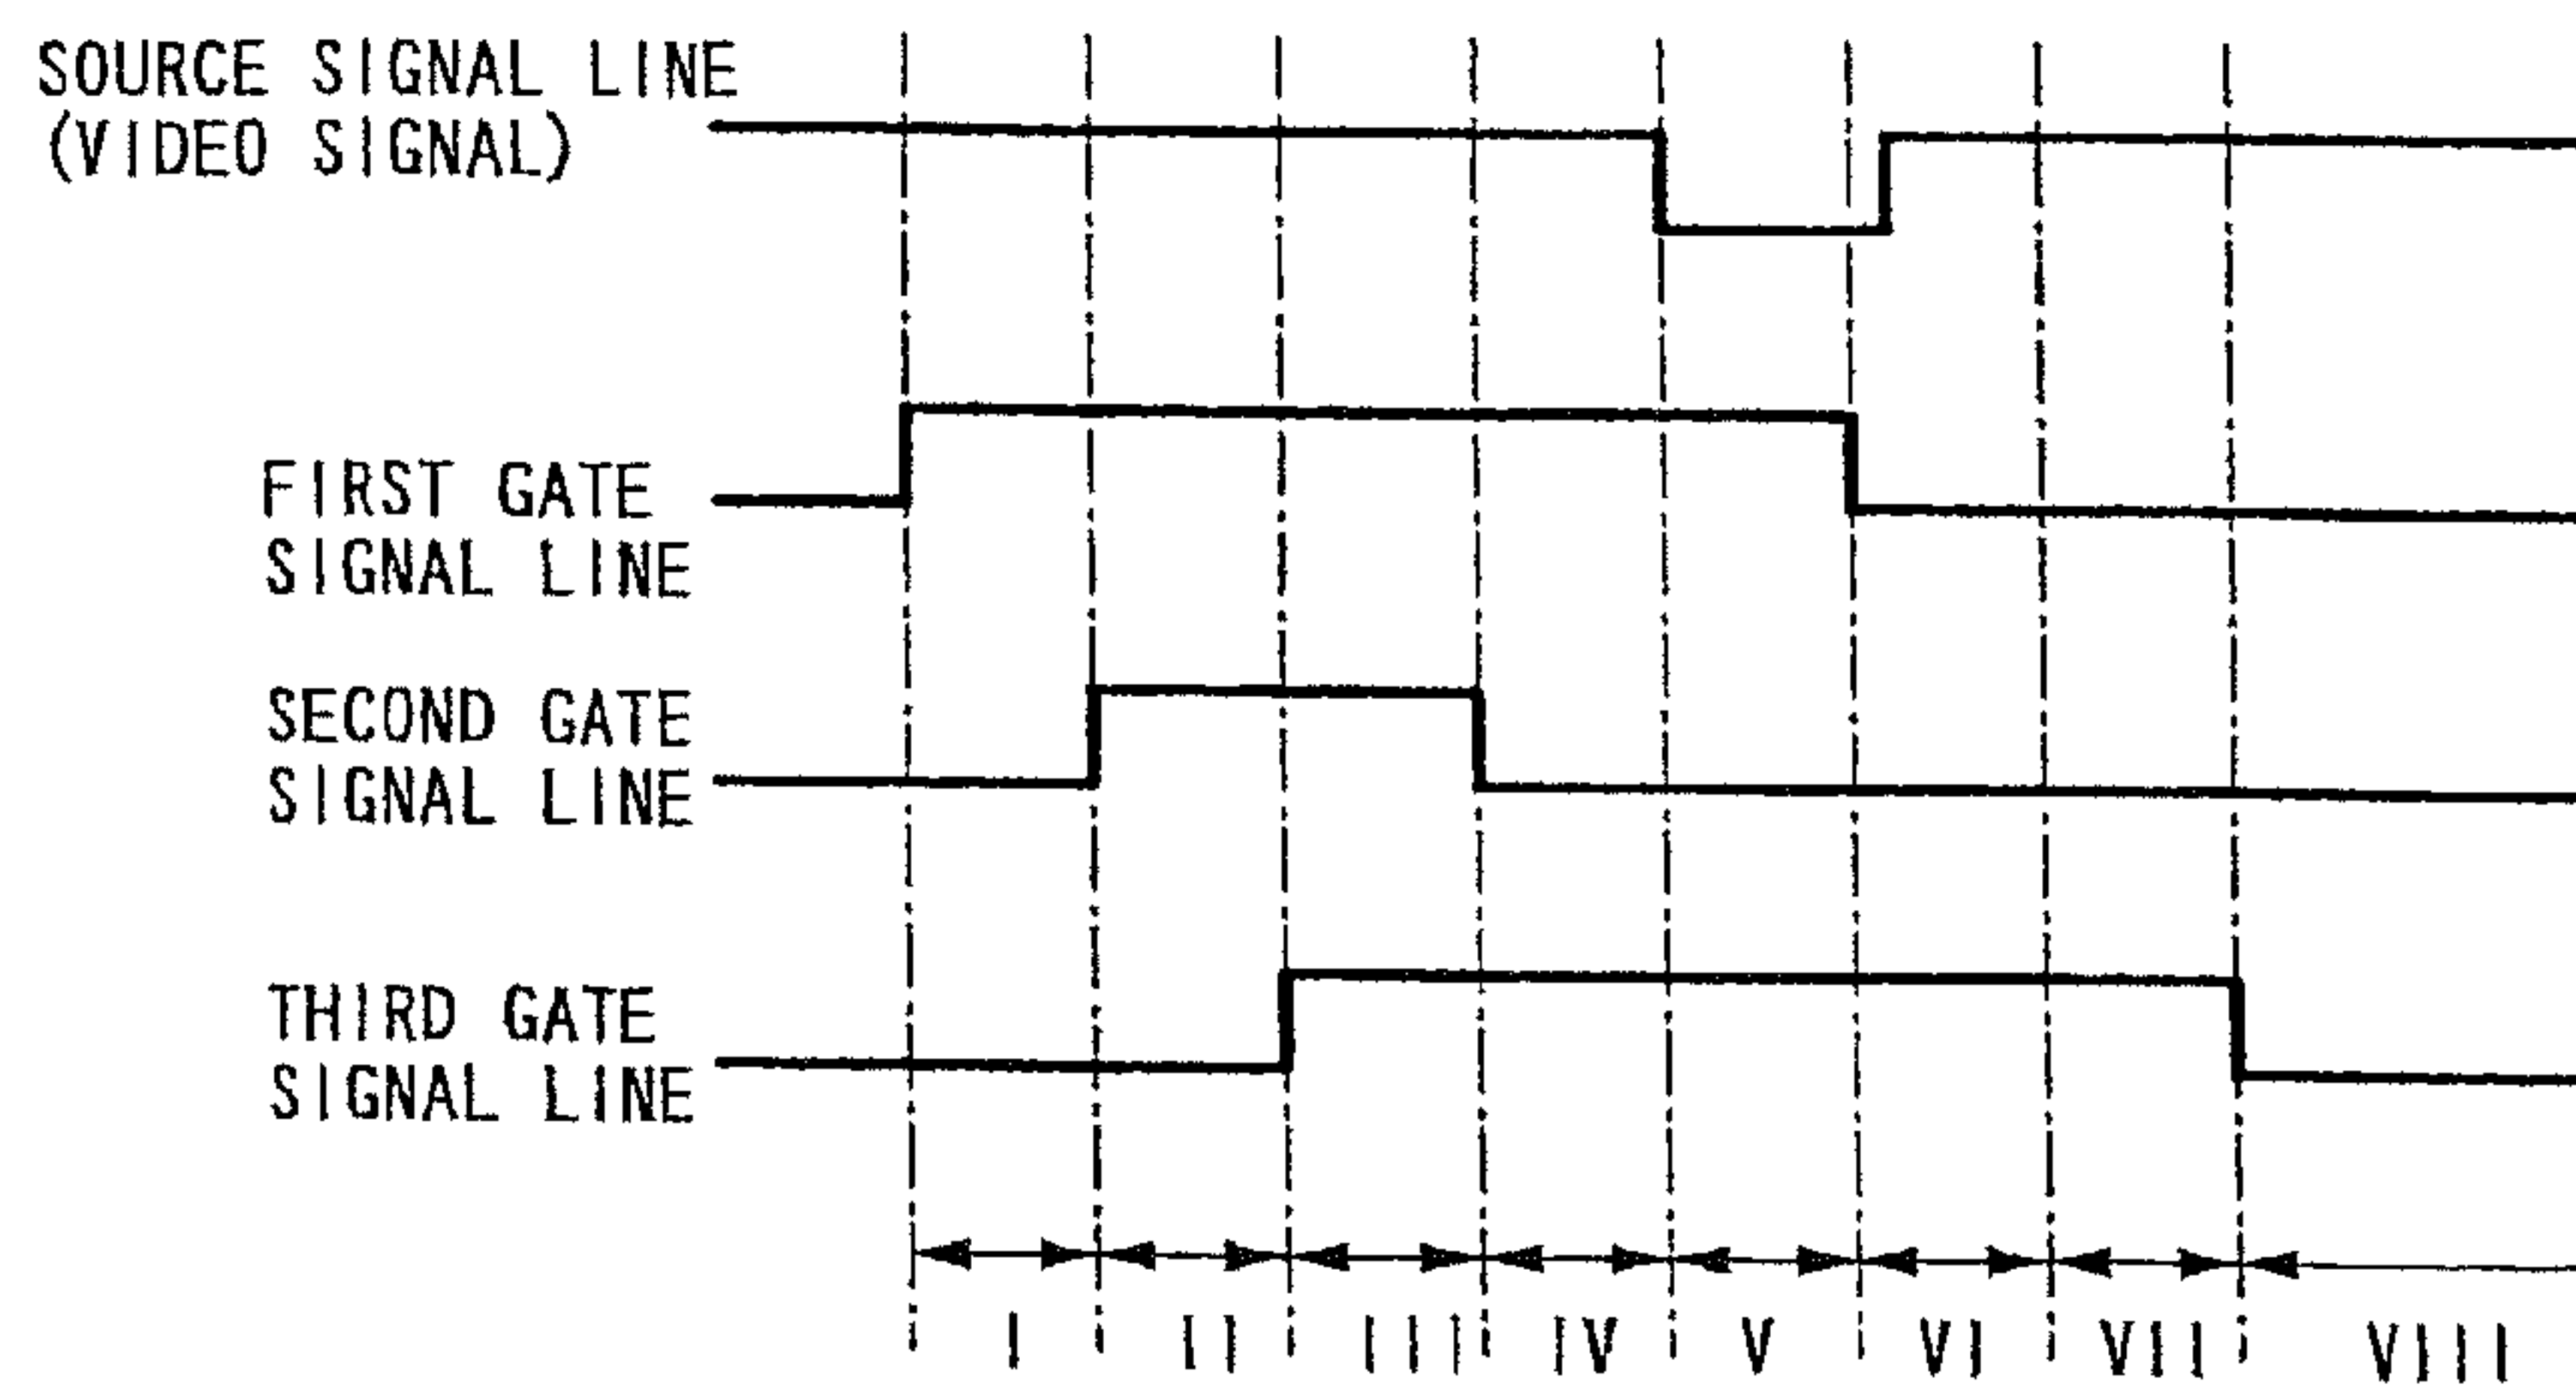 SOURCE SIGNAL LINE
(VIDEO SIGNAL)
FIRST GATE
SIGNAL LINE
SECOND GATE
SIGNAL LINE
THIRD GATE
SIGNAL LINE
I II III IV V VI VII VIII